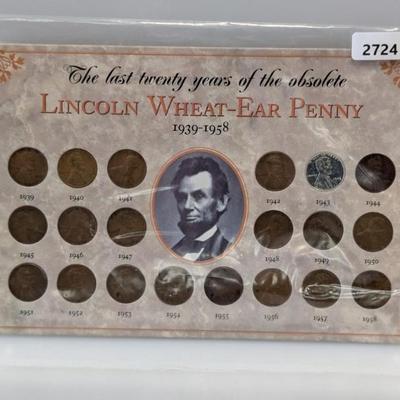 2724
The last twenty years of the obsolete
LINCOLN WHEAT-EAR PENNY
1939-1958
1939 1940 1941 1942 1943 1944
1945 1946 1947 1948 1949 1950
1951 1952 1953 1954 1955 1956 1957 1958